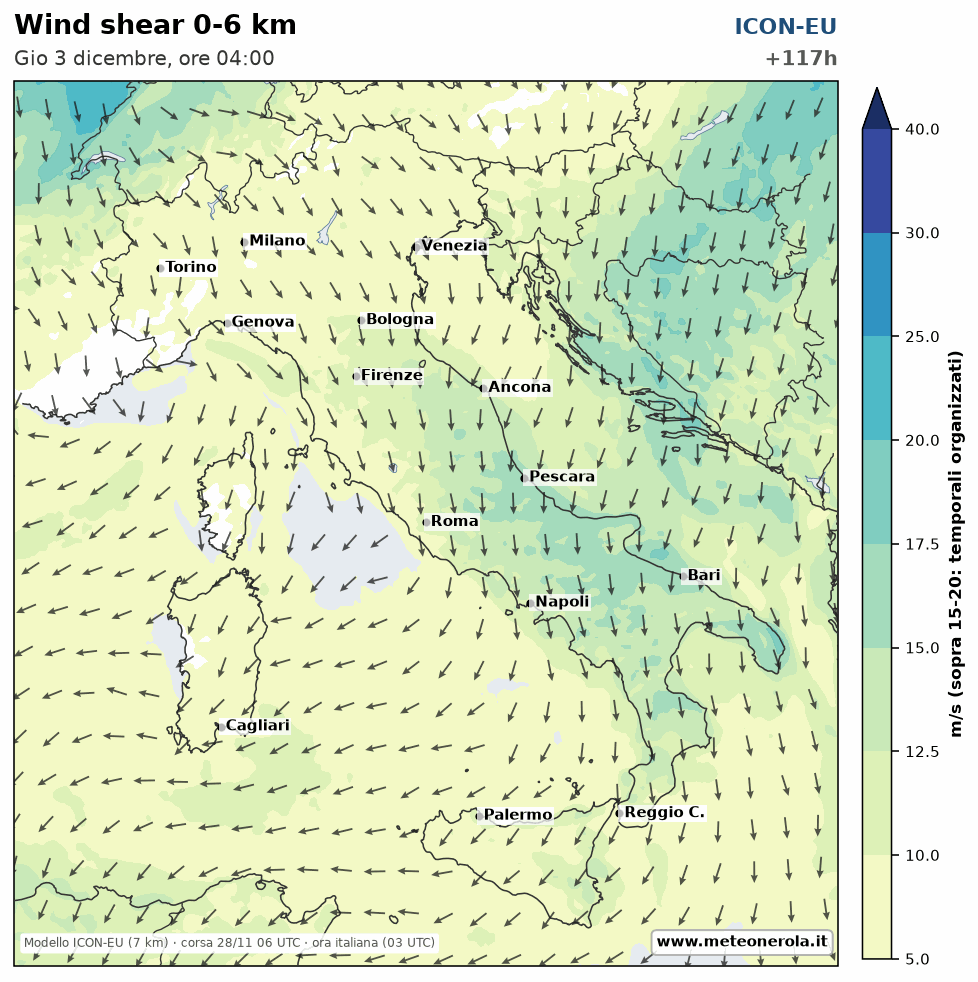 Wind shear 0-6 km
ICON-EU
Gio 3 dicembre, ore 04:00
+117h
Milano
Venezia
Torino
Genova
Bologna
Firenze
Ancona
Pescara
Roma
Bari
Napoli
Cagliari
Palermo
Reggio C.
Modello ICON-EU (7 km) · corsa 28/11 06 UTC · ora italiana (03 UTC)
www.meteonerola.it
40.0
30.0
25.0
20.0
17.5
15.0
12.5
10.0
5.0
m/s (sopra 15-20: temporali organizzati)